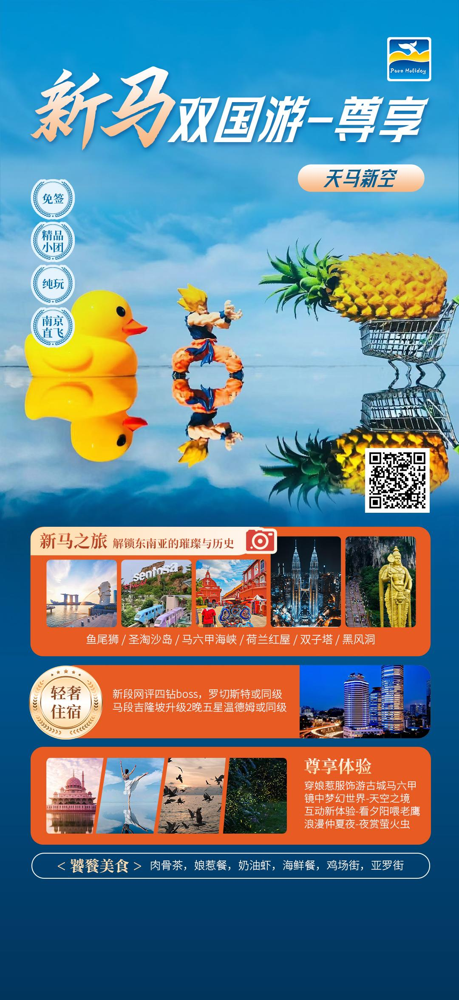 Pure Holiday
新马双国游-尊享
天马新空
免签
精品
小团
纯玩
南京
直飞
新马之旅 解锁东南亚的璀璨与历史
sentosa
鱼尾狮 / 圣淘沙岛 / 马六甲海峡 / 荷兰红屋 / 双子塔 / 黑风洞
轻奢
住宿
新段网评四钻boss，罗切斯特或同级
马段吉隆坡升级2晚五星温德姆或同级
尊享体验
穿娘惹服饰游古城马六甲
镜中梦幻世界-天空之境
互动新体验-看夕阳喂老鹰
浪漫仲夏夜-夜赏萤火虫
< 饕餮美食 > 肉骨茶，娘惹餐，奶油虾，海鲜餐，鸡场街，亚罗街